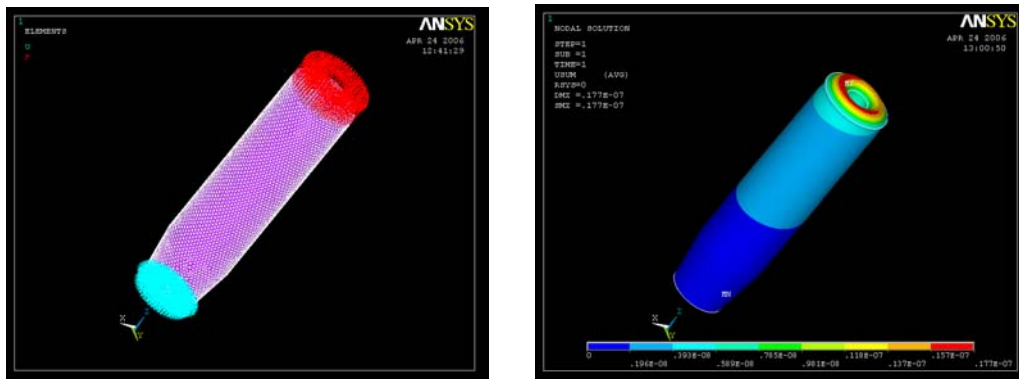 1
ANSYS
ELEMENTS
APR 24 2006
12:41:29
U
F
X
Y
Z
1
ANSYS
NODAL SOLUTION
APR 24 2006
13:00:50
STEP=1
SUB =1
TIME=1
USUM (AVG)
RSYS=0
DMX =.177E-07
SMX =.177E-07
MX
MN
X
Y
Z
0 .393E-08 .785E-08 .118E-07 .157E-07
.196E-08 .589E-08 .981E-08 .137E-07 .177E-07